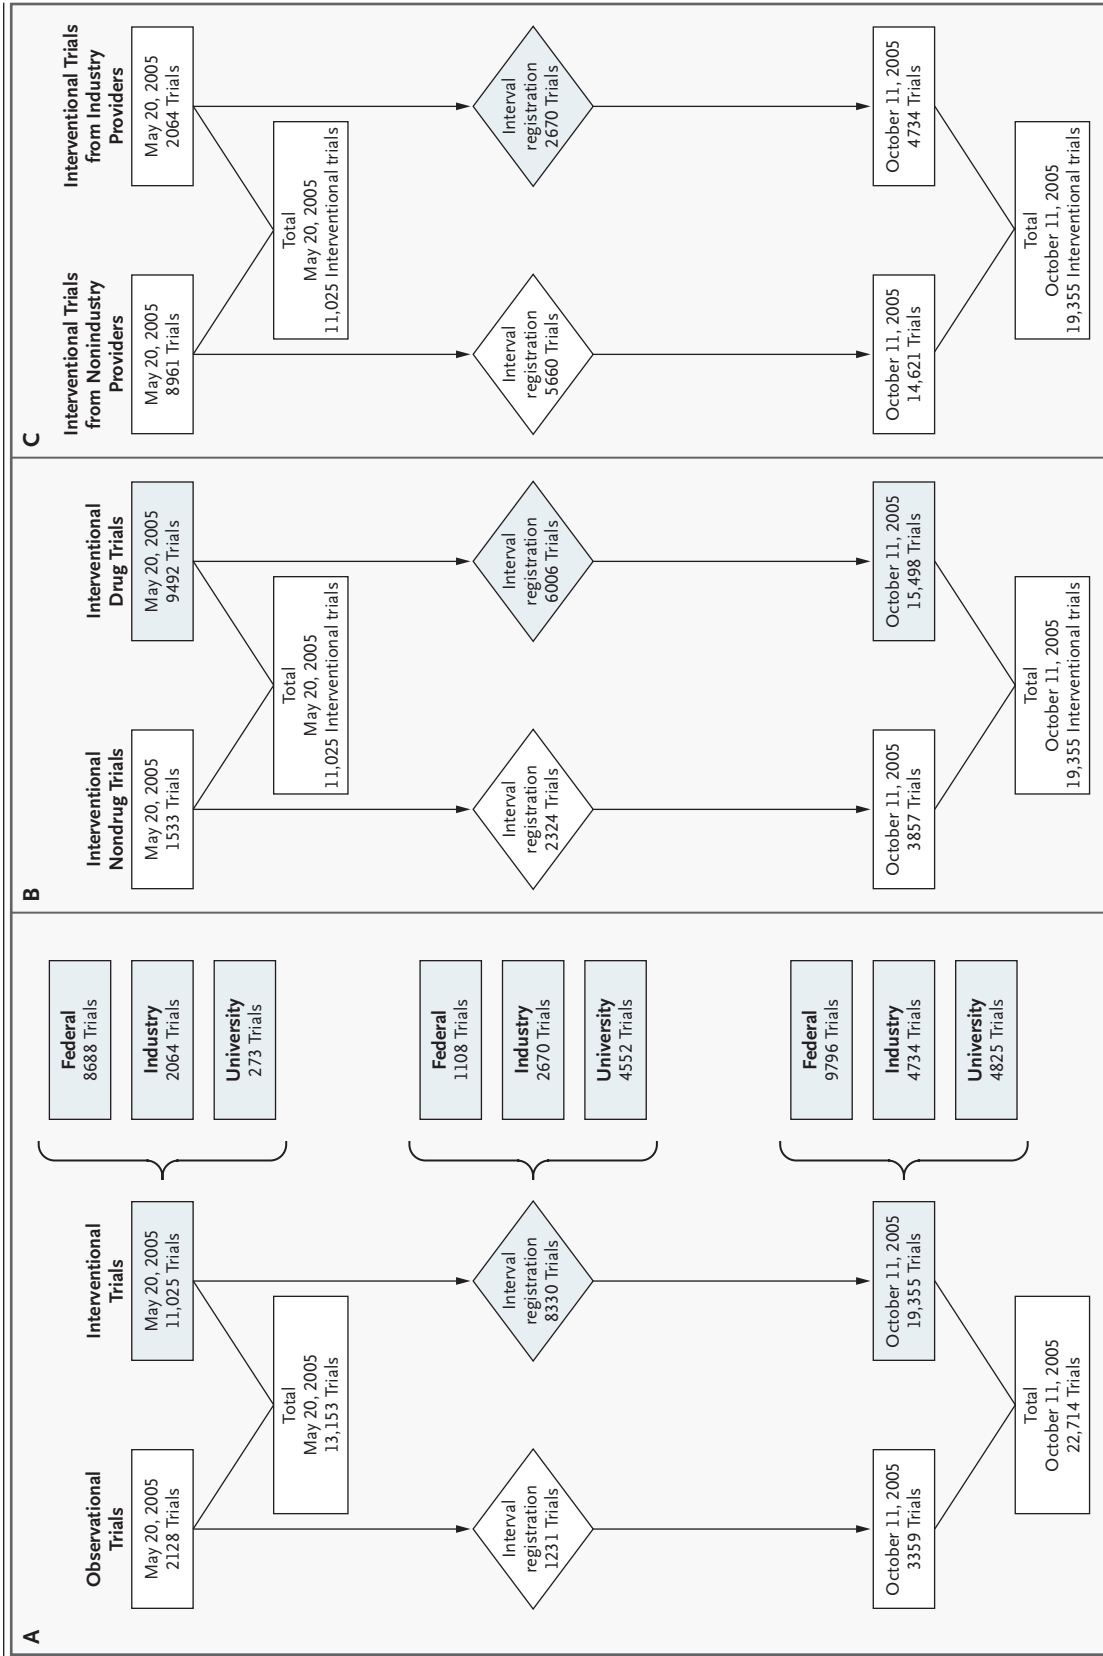 A
Observational
Trials
Interventional
Trials
May 20, 2005
2128 Trials
May 20, 2005
11,025 Trials
Total
May 20, 2005
13,153 Trials
Federal
8688 Trials
Industry
2064 Trials
University
273 Trials
Interval
registration
1231 Trials
Interval
registration
8330 Trials
Federal
1108 Trials
Industry
2670 Trials
University
4552 Trials
October 11, 2005
3359 Trials
October 11, 2005
19,355 Trials
Total
October 11, 2005
22,714 Trials
Federal
9796 Trials
Industry
4734 Trials
University
4825 Trials
B
Interventional
Nondrug Trials
Interventional
Drug Trials
May 20, 2005
1533 Trials
May 20, 2005
9492 Trials
Total
May 20, 2005
11,025 Interventional trials
Interval
registration
2324 Trials
Interval
registration
6006 Trials
October 11, 2005
3857 Trials
October 11, 2005
15,498 Trials
Total
October 11, 2005
19,355 Interventional trials
C
Interventional Trials
from Nonindustry
Providers
Interventional Trials
from Industry
Providers
May 20, 2005
8961 Trials
May 20, 2005
2064 Trials
Total
May 20, 2005
11,025 Interventional trials
Interval
registration
5660 Trials
Interval
registration
2670 Trials
October 11, 2005
14,621 Trials
October 11, 2005
4734 Trials
Total
October 11, 2005
19,355 Interventional trials